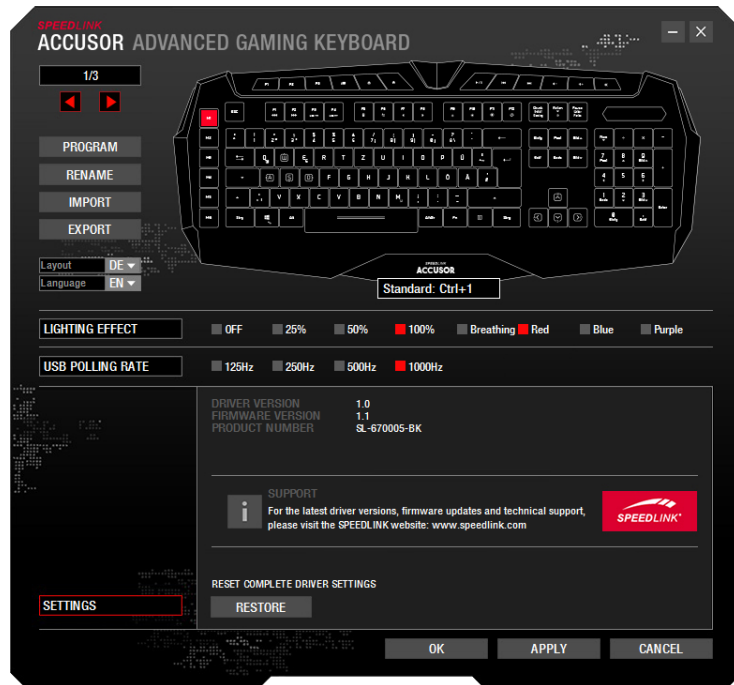 SPEEDLINK
ACCUSOR ADVANCED GAMING KEYBOARD
1/3
PROGRAM
RENAME
IMPORT
EXPORT
Layout DE
Language EN
ESC
Q E R T Z U I O P Ü
A S D F G H J K L Ö Ä
Y X C V B N M
SPEEDLINK
ACCUSOR
Standard: Ctrl+1
LIGHTING EFFECT OFF 25% 50% 100% Breathing Red Blue Purple
USB POLLING RATE 125Hz 250Hz 500Hz 1000Hz
DRIVER VERSION 1.0
FIRMWARE VERSION 1.1
PRODUCT NUMBER SL-670005-BK
SUPPORT
i For the latest driver versions, firmware updates and technical support,
please visit the SPEEDLINK website: www.speedlink.com
SPEEDLINK
RESET COMPLETE DRIVER SETTINGS
SETTINGS
RESTORE
OK APPLY CANCEL